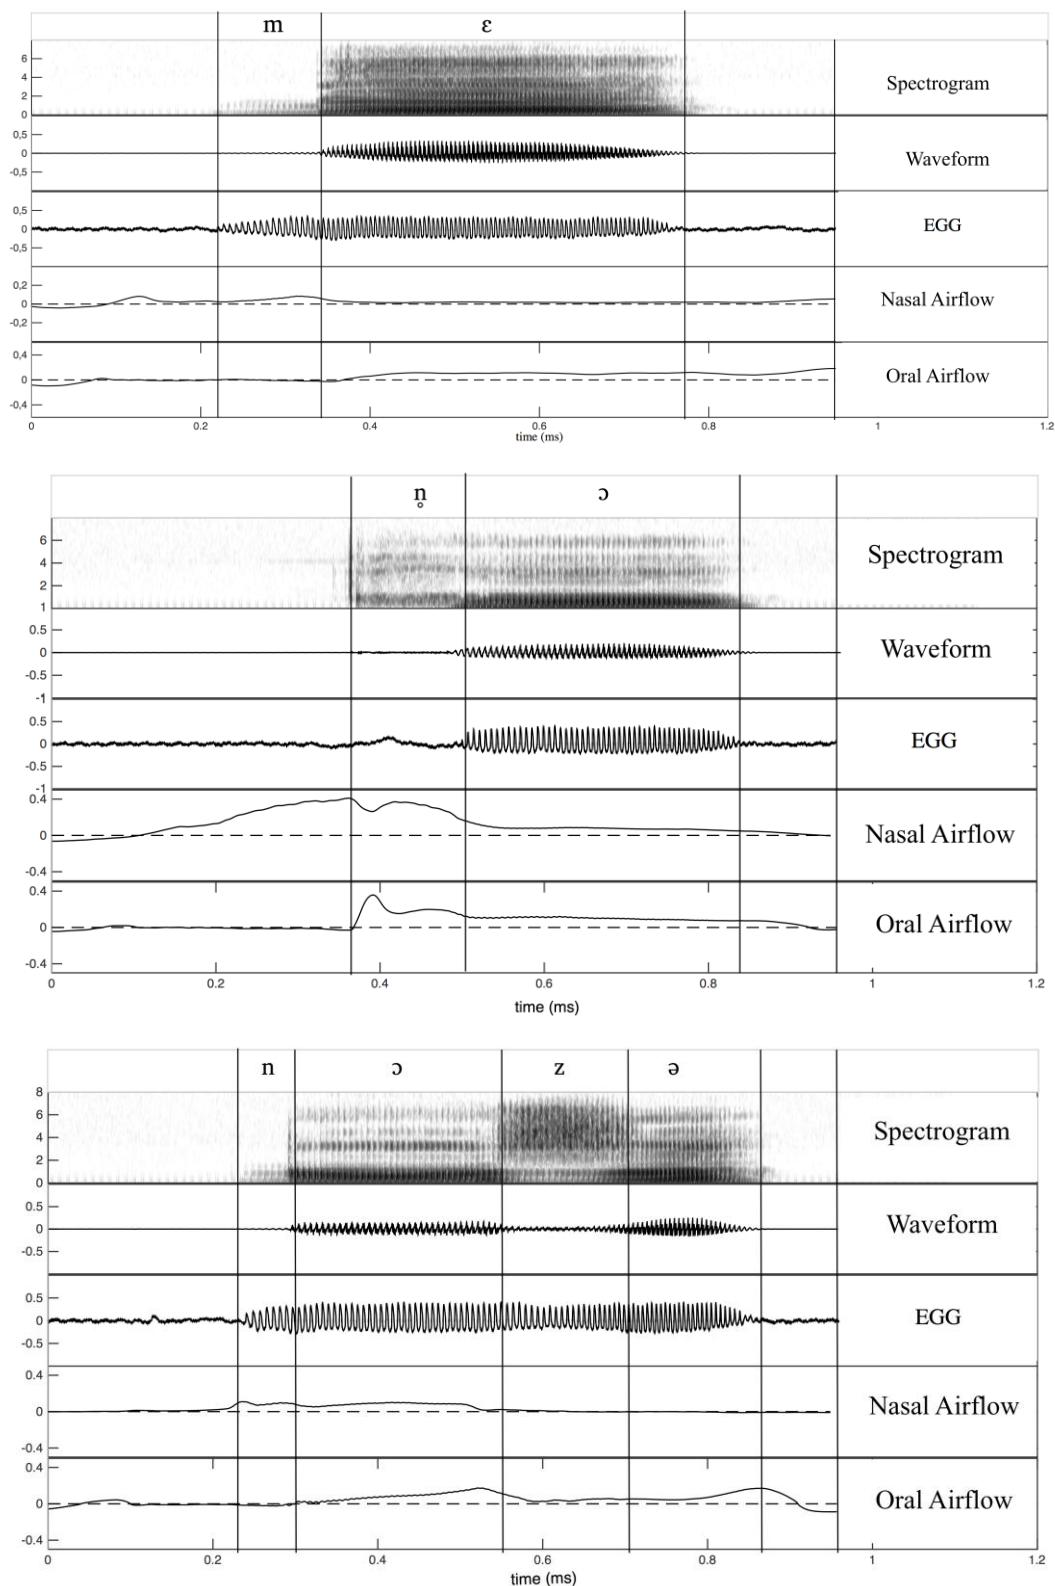 m ɛ
6
4
2
0
Spectrogram
0,5
0
-0,5
Waveform
0,5
0
-0,5
EGG
0,2
0
-0,2
Nasal Airflow
0,4
0
-0,4
Oral Airflow
0 0.2 0.4 0.6 0.8 1 1.2
time (ms)
n̥ ɔ
6
4
2
1
Spectrogram
0.5
0
-0.5
-1
Waveform
0.5
0
-0.5
-1
EGG
0.4
0
-0.4
Nasal Airflow
0.4
0
-0.4
Oral Airflow
0.2 0.4 0.6 0.8 1 1.2
time (ms)
n ɔ z ə
8
6
4
2
0
Spectrogram
0.5
0
-0.5
Waveform
0.5
0
-0.5
EGG
0.4
0
-0.4
Nasal Airflow
0.4
0
-0.4
Oral Airflow
0 0.2 0.4 0.6 0.8 1 1.2
time (ms)